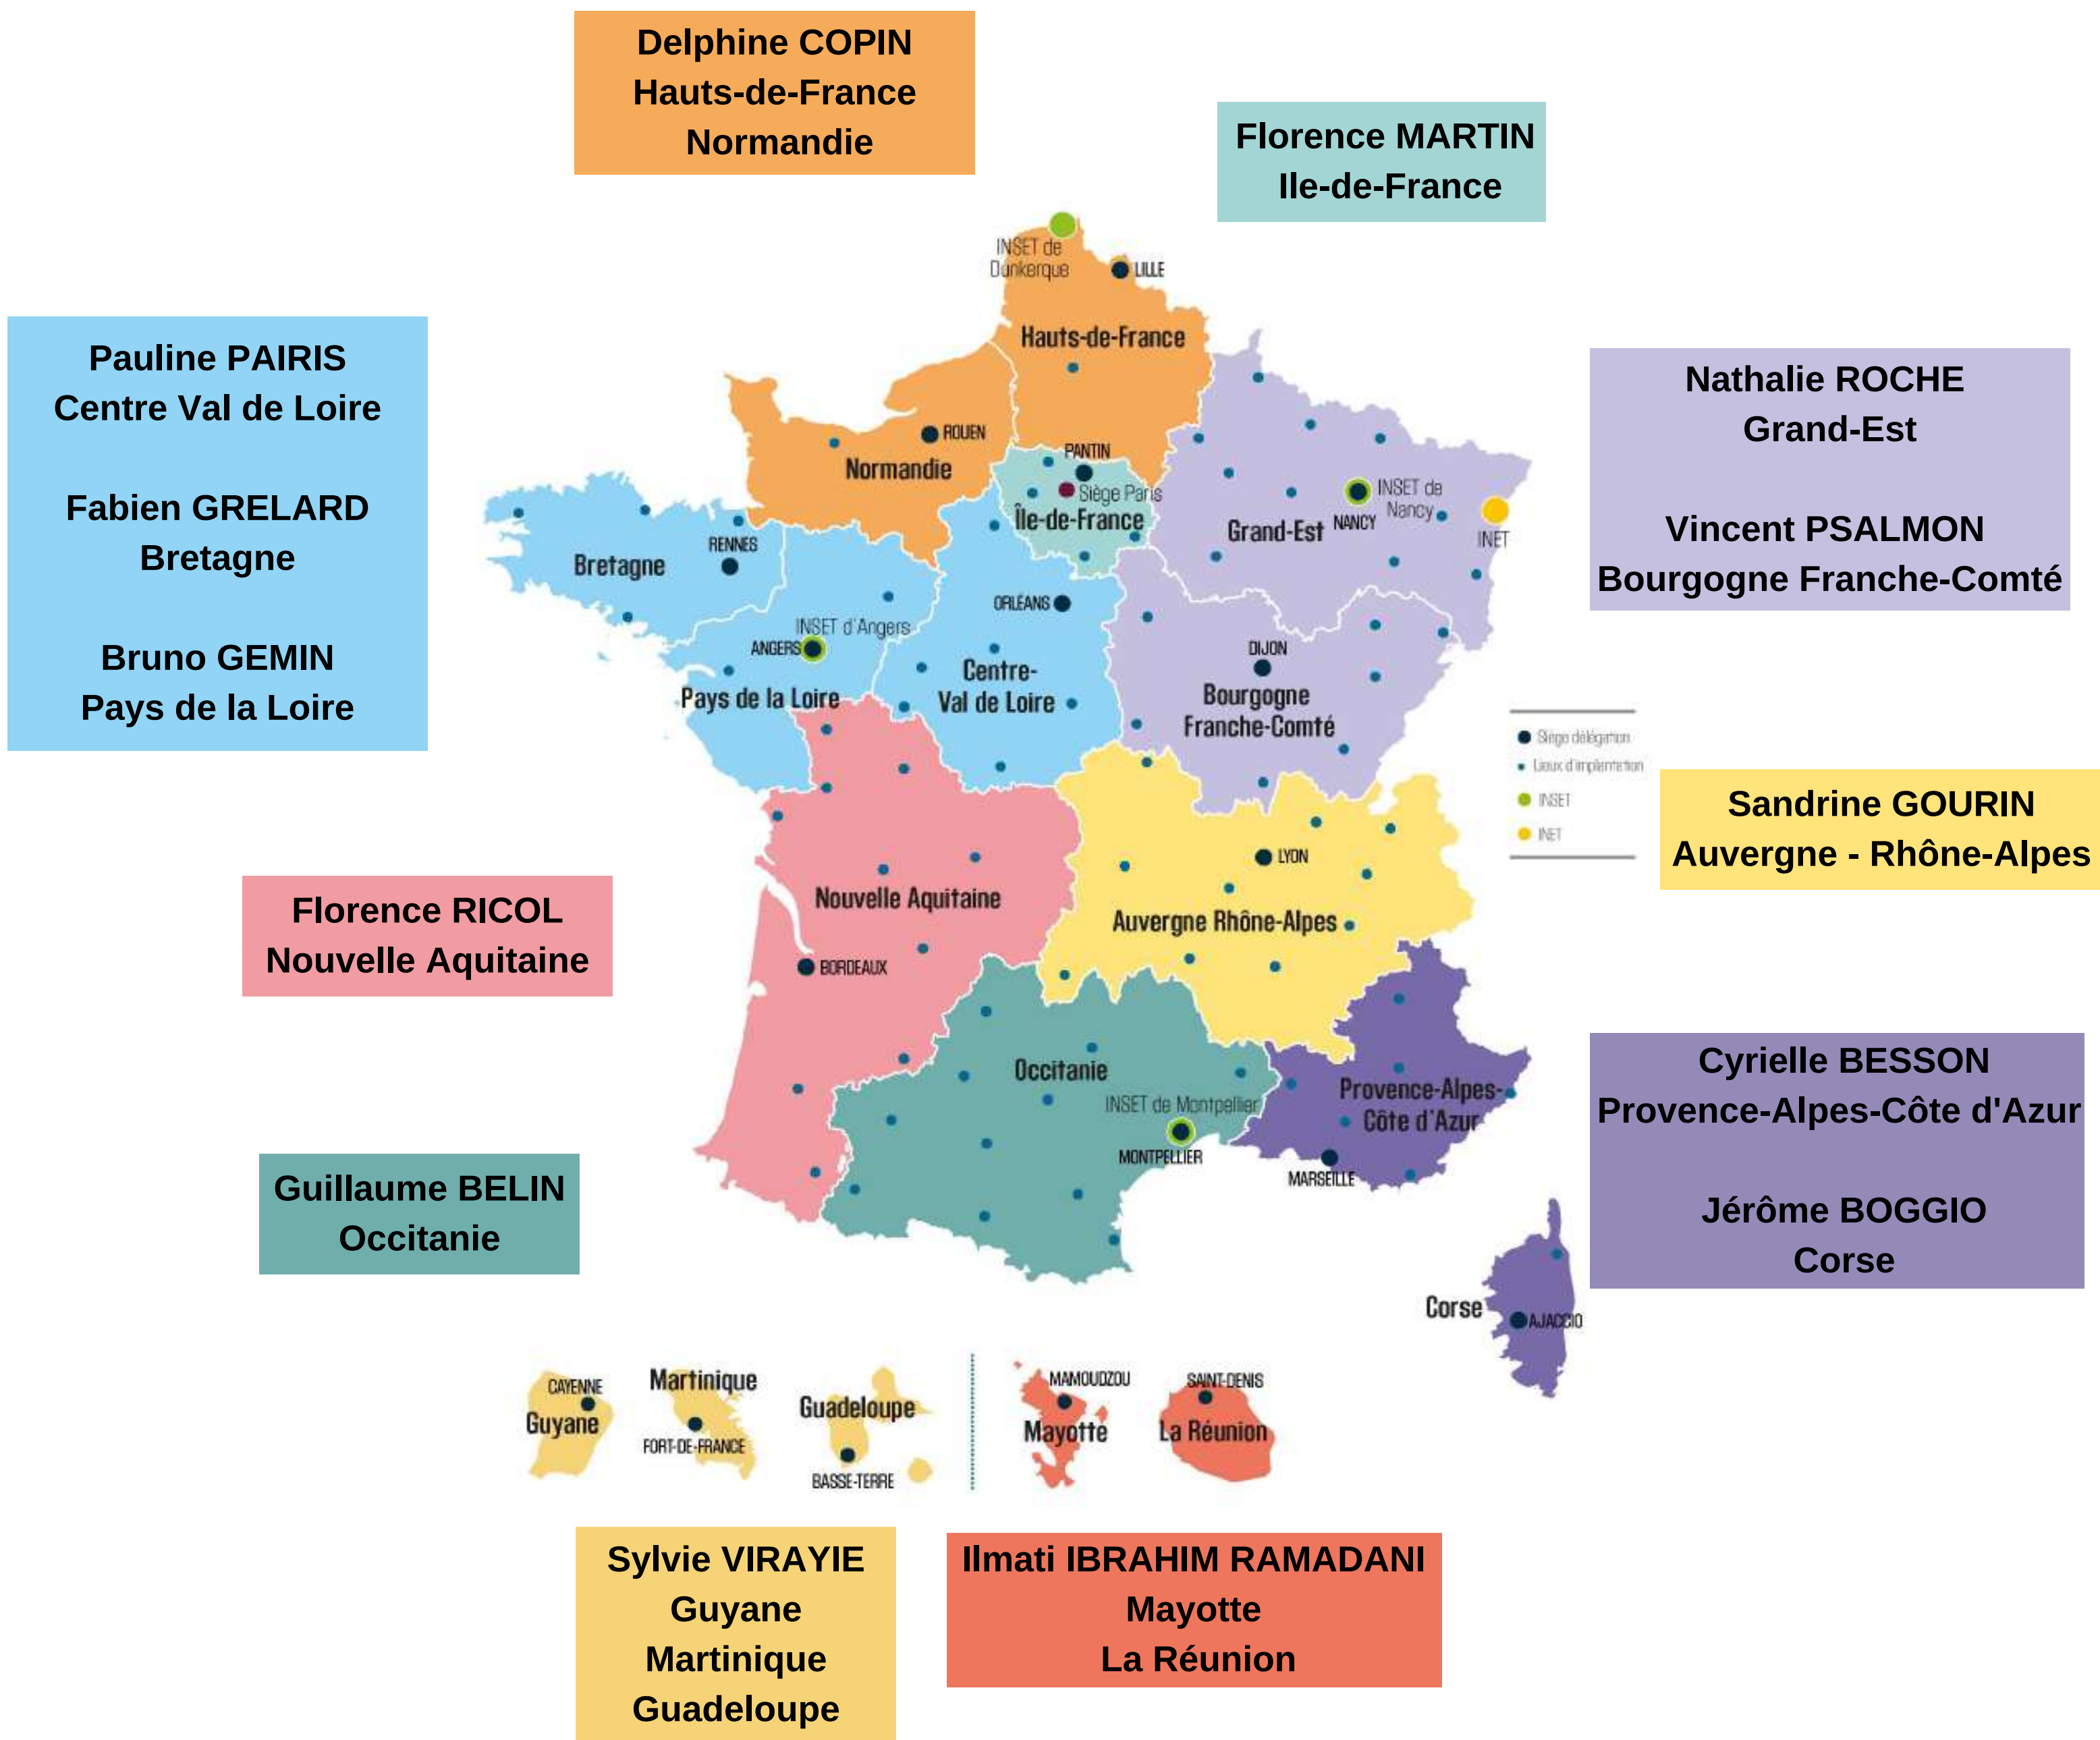 Delphine COPIN
Hauts-de-France
Normandie
Florence MARTIN
Ile-de-France
Pauline PAIRIS
Centre Val de Loire
Fabien GRELARD
Bretagne
Bruno GEMIN
Pays de la Loire
Nathalie ROCHE
Grand-Est
Vincent PSALMON
Bourgogne Franche-Comté
Sandrine GOURIN
Auvergne - Rhône-Alpes
Florence RICOL
Nouvelle Aquitaine
Guillaume BELIN
Occitanie
Cyrielle BESSON
Provence-Alpes-Côte d'Azur
Jérôme BOGGIO
Corse
INSET de
Dunkerque
LILLE
Hauts-de-France
ROUEN
Normandie
PANTIN
Siège Paris
Île-de-France
Grand-Est
NANCY
INSET de
Nancy
INET
Bretagne
RENNES
INSET d'Angers
ANGERS
Pays de la Loire
ORLÉANS
Centre-
Val de Loire
DIJON
Bourgogne
Franche-Comté
Siège délégation
Lieux d'implantation
INSET
INET
LYON
Auvergne Rhône-Alpes
Nouvelle Aquitaine
BORDEAUX
Occitanie
INSET de Montpellier
MONTPELLIER
Provence-Alpes-
Côte d'Azur
MARSEILLE
Corse
AJACCIO
CAYENNE
Guyane
Martinique
FORT-DE-FRANCE
Guadeloupe
BASSE-TERRE
MAMOUDZOU
Mayotte
SAINT-DENIS
La Réunion
Sylvie VIRAYIE
Guyane
Martinique
Guadeloupe
Ilmati IBRAHIM RAMADANI
Mayotte
La Réunion